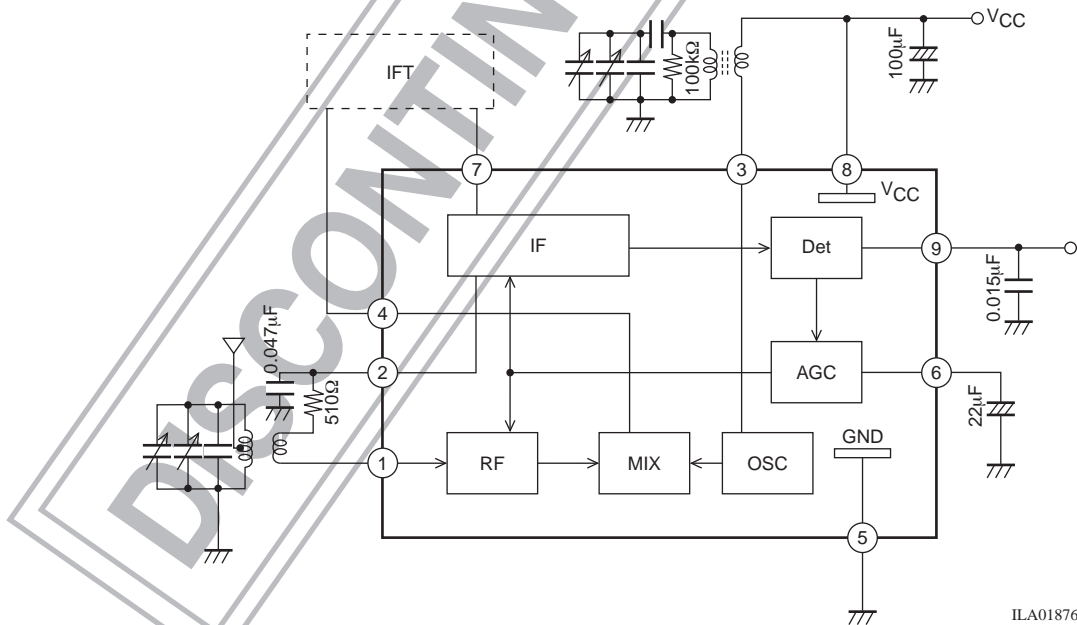 VCC
IFT
100kΩ
100μF
7
3
8
VCC
IF
Det
9
0.015μF
4
0.047μF
2
510Ω
AGC
6
22μF
GND
1
RF
MIX
OSC
5
DISCONTIN
ILA01876